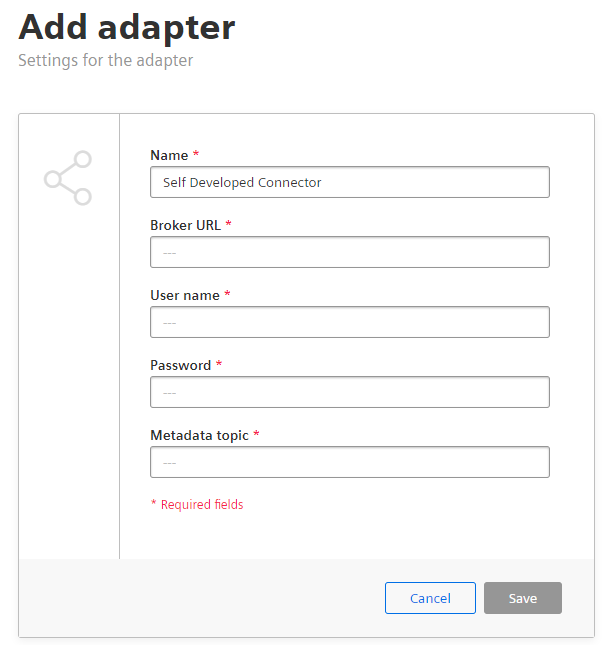 Add adapter
Settings for the adapter
Name *
Self Developed Connector
Broker URL *
---
User name *
---
Password *
---
Metadata topic *
---
* Required fields
Cancel Save